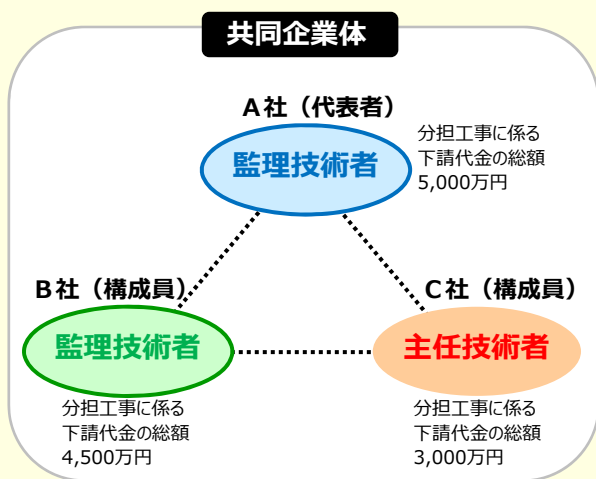 共同企業体
A社（代表者）
監理技術者
分担工事に係る
下請代金の総額
5,000万円
B社（構成員）
監理技術者
分担工事に係る
下請代金の総額
4,500万円
C社（構成員）
主任技術者
分担工事に係る
下請代金の総額
3,000万円